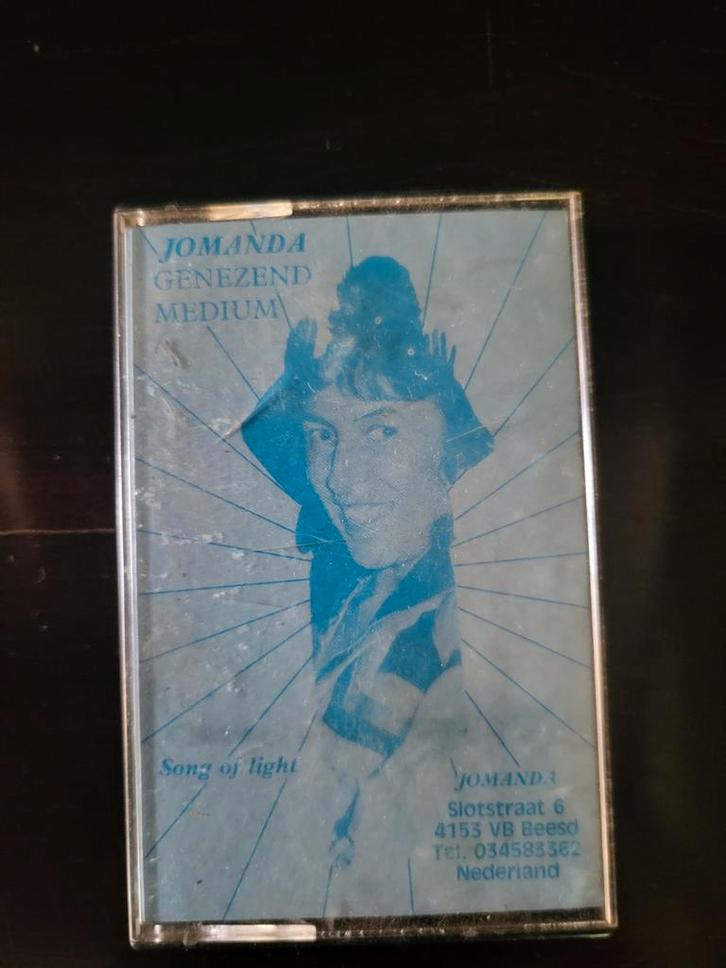 JOMANDA
GENEZEND
MEDIUM
Song of light
JOMANDA
Slotstraat 6
4153 VB Beesd
Tel. 034583362
Nederland